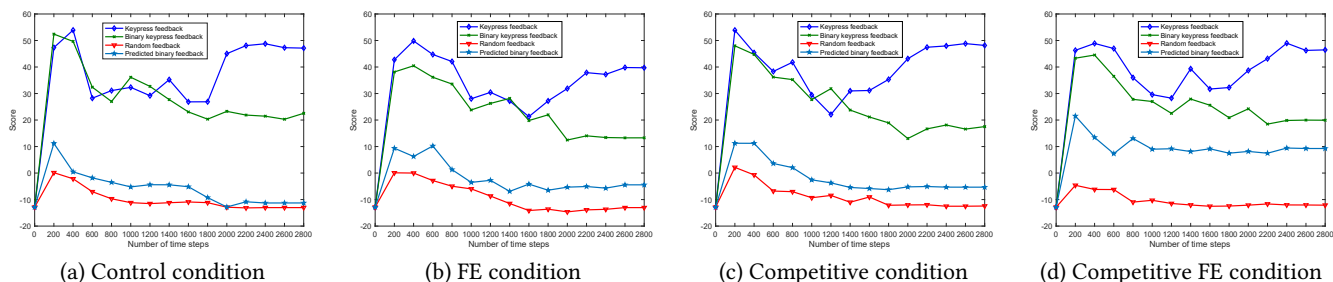 60
50
40
30
20
10
0
-10
-20
Score
0 200 400 600 800 1000 1200 1400 1600 1800 2000 2200 2400 2600 2800
Number of time steps
Keypress feedback
Binary keypress feedback
Random feedback
Predicted binary feedback
(a) Control condition
60
50
40
30
20
10
0
-10
-20
Score
0 200 400 600 800 1000 1200 1400 1600 1800 2000 2200 2400 2600 2800
Number of time steps
Keypress feedback
Binary keypress feedback
Random feedback
Predicted binary feedback
(b) FE condition
60
50
40
30
20
10
0
-10
-20
Score
0 200 400 600 800 1000 1200 1400 1600 1800 2000 2200 2400 2600 2800
Number of time steps
Keypress feedback
Binary keypress feedback
Random feedback
Predicted binary feedback
(c) Competitive condition
60
50
40
30
20
10
0
-10
-20
Score
0 200 400 600 800 1000 1200 1400 1600 1800 2000 2200 2400 2600 2800
Number of time steps
Keypress feedback
Binary keypress feedback
Random feedback
Predicted binary feedback
(d) Competitive FE condition